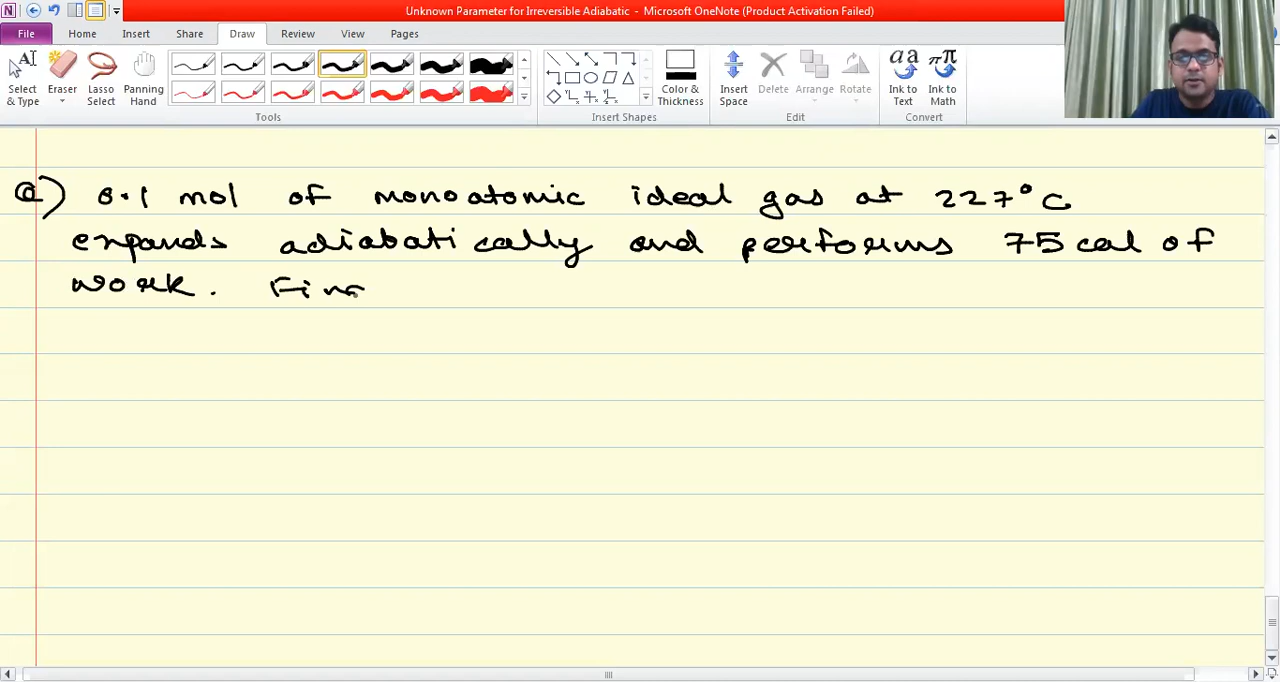 Unknown Parameter for Irreversible Adiabatic - Microsoft OneNote (Product Activation Failed)
File Home Insert Share Draw Review View Pages
Select & Type Eraser Lasso Select Panning Hand Color & Thickness Insert Space Delete Arrange Rotate Ink to Text Ink to Math
Tools Insert Shapes Edit Convert
Q) 0.1 mol of monoatomic ideal gas at 227°C
expands adiabatically and performs 75 cal of
work. Fin